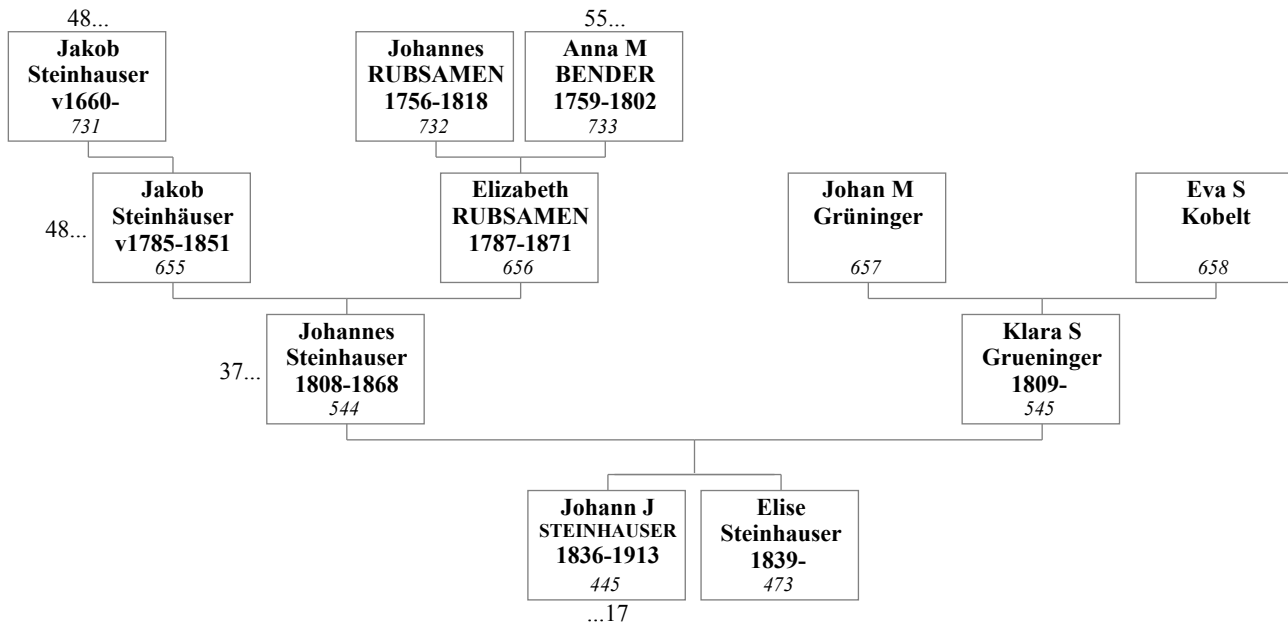 48...
Jakob
Steinhauser
v1660-
731
Johannes
RUBSAMEN
1756-1818
732
55...
Anna M
BENDER
1759-1802
733
48...
Jakob
Steinhäuser
v1785-1851
655
Elizabeth
RUBSAMEN
1787-1871
656
Johan M
Grüninger
657
Eva S
Kobelt
658
37...
Johannes
Steinhauser
1808-1868
544
Klara S
Grueninger
1809-
545
Johann J
STEINHAUSER
1836-1913
445
...17
Elise
Steinhauser
1839-
473